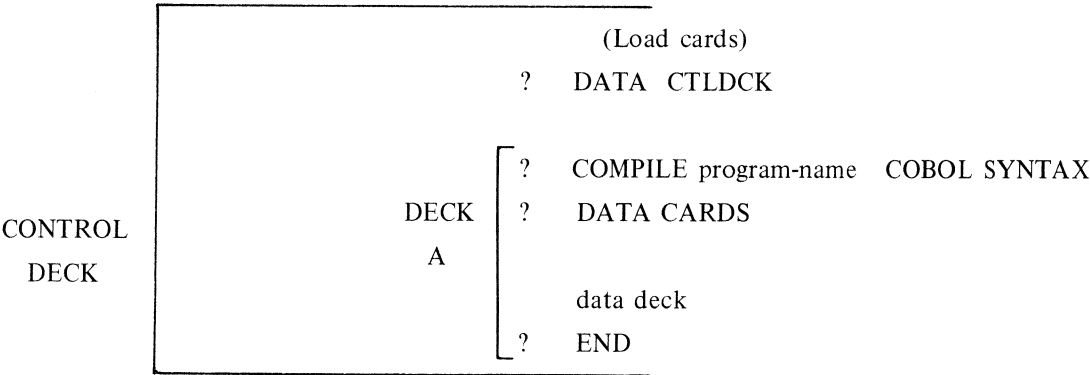 (Load cards)
? DATA CTLDCK
? COMPILE program-name COBOL SYNTAX
DECK ? DATA CARDS
CONTROL
A
DECK
data deck
? END